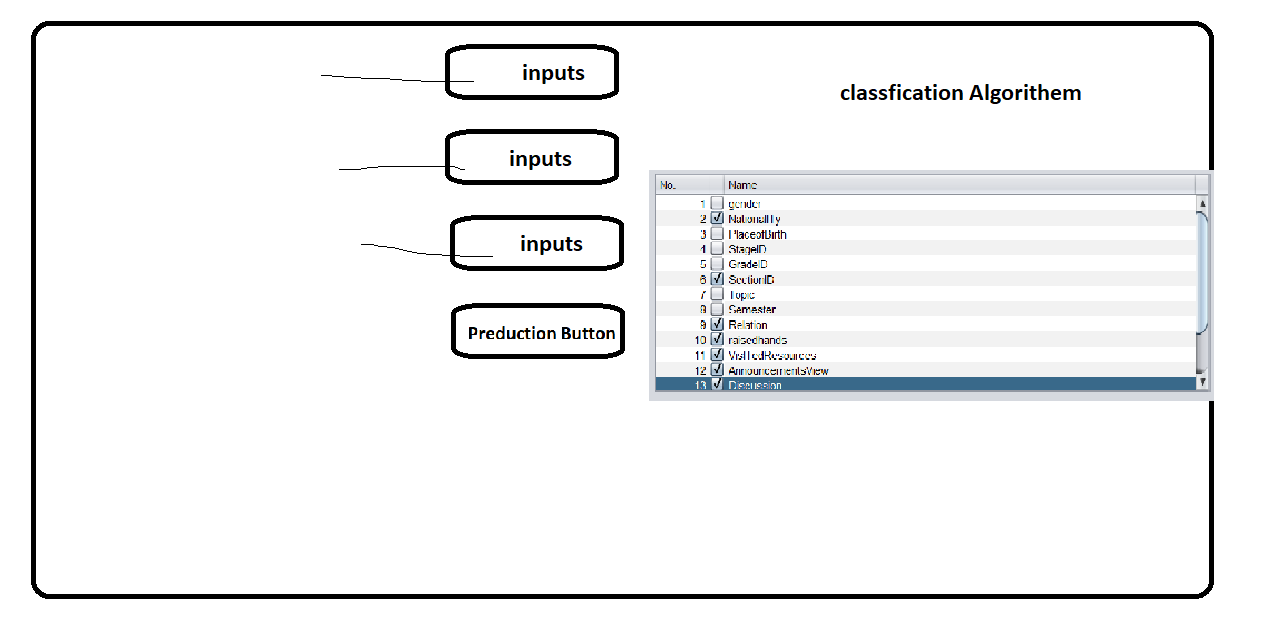 inputs
classfication Algorithem
inputs
inputs
Preduction Button
No. Name
1 gender
2 NationalITy
3 PlaceofBirth
4 StageID
5 GradeID
6 SectionID
7 Topic
8 Semester
9 Relation
10 raisedhands
11 VisITedResources
12 AnnouncementsView
13 Discussion